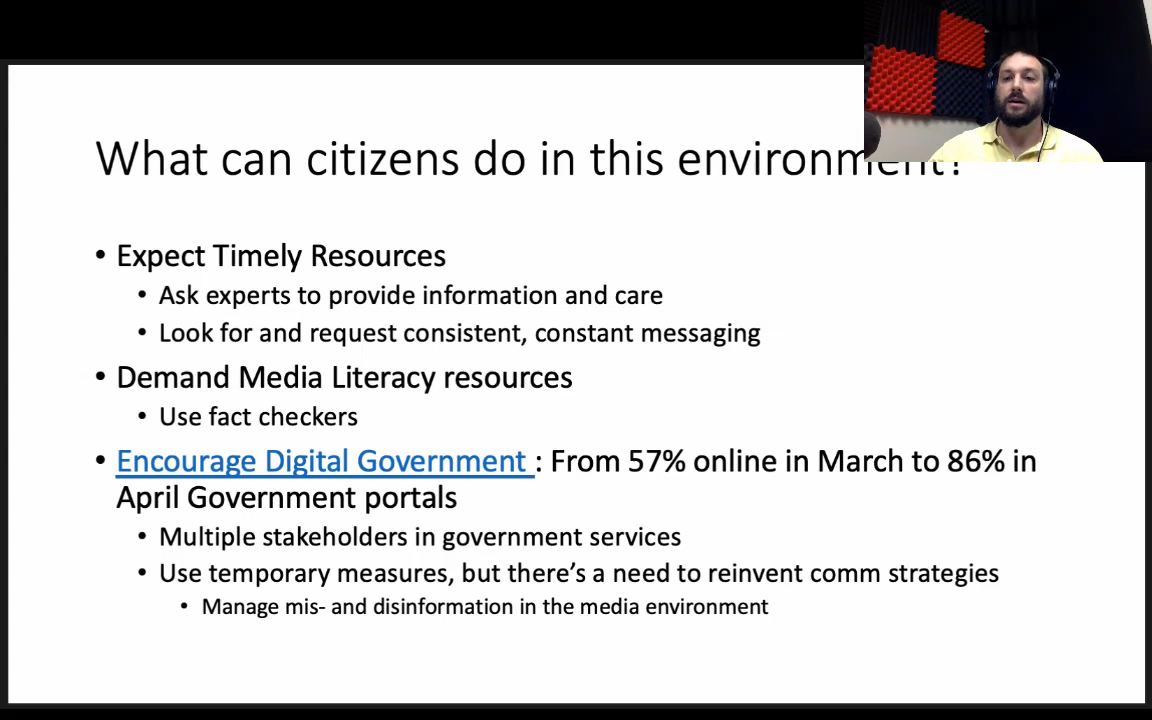 What can citizens do in this environment?
• Expect Timely Resources
• Ask experts to provide information and care
• Look for and request consistent, constant messaging
• Demand Media Literacy resources
• Use fact checkers
• Encourage Digital Government : From 57% online in March to 86% in
April Government portals
• Multiple stakeholders in government services
• Use temporary measures, but there’s a need to reinvent comm strategies
• Manage mis- and disinformation in the media environment